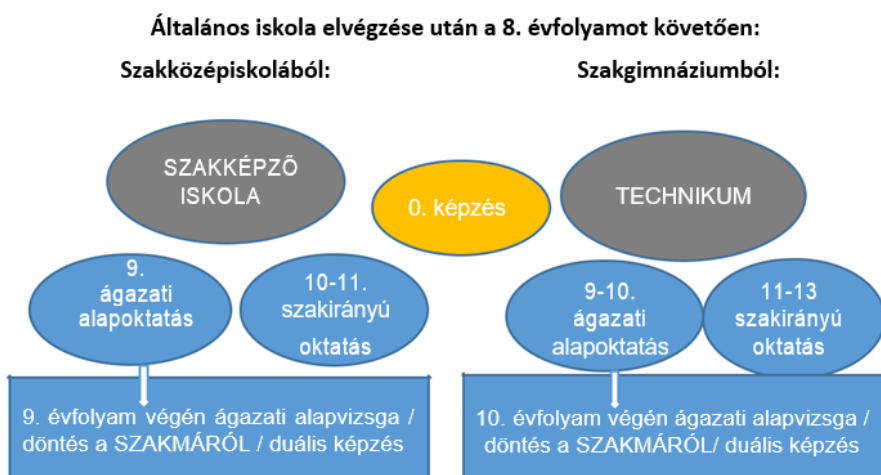 Általános iskola elvégzése után a 8. évfolyamot követően:
Szakközépiskolából:
Szakgimnáziumból:
SZAKKÉPZŐ
ISKOLA
0. képzés
TECHNIKUM
9.
ágazati
alapoktatás
10-11.
szakirányú
oktatás
9-10.
ágazati
alapoktatás
11-13
szakirányú
oktatás
9. évfolyam végén ágazati alapvizsga /
döntés a SZAKMÁRÓL / duális képzés
10. évfolyam végén ágazati alapvizsga /
döntés a SZAKMÁRÓL/ duális képzés